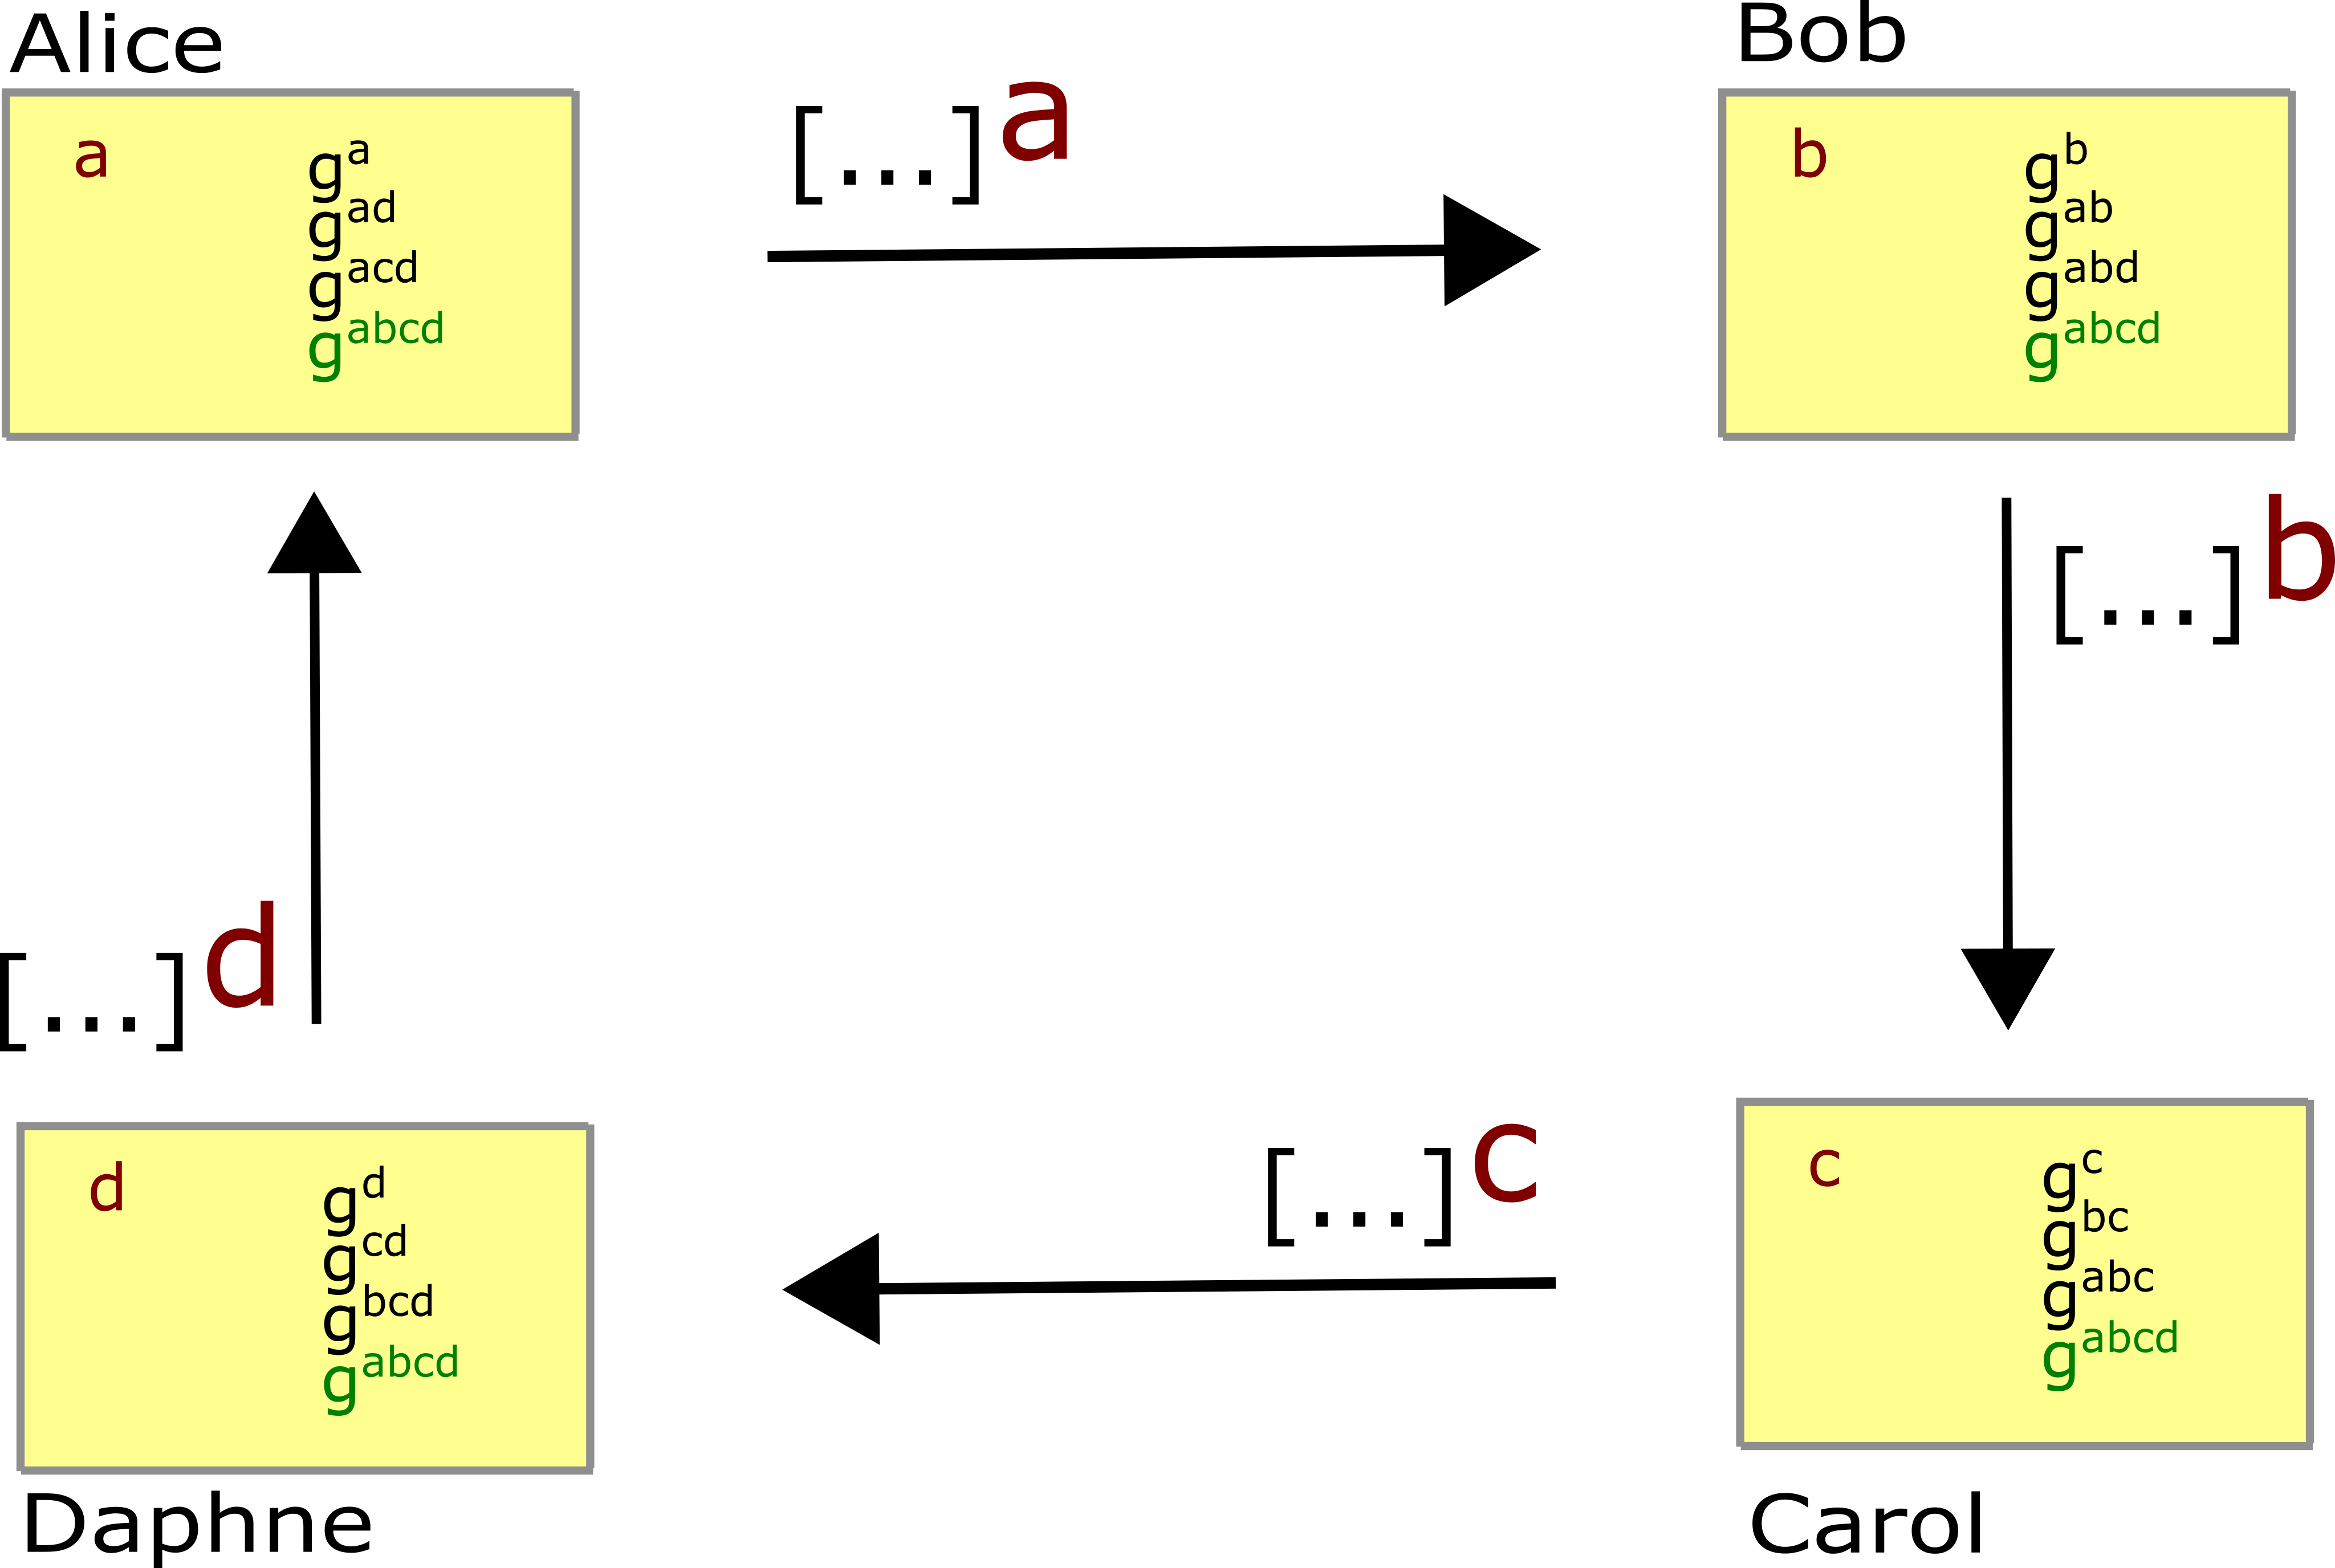 Alice
a
g^a
g^ad
g^acd
g^abcd
[...]^a
Bob
b
g^b
g^ab
g^abd
g^abcd
[...]^b
[...]^d
d
g^d
g^cd
g^bcd
g^abcd
Daphne
[...]^c
c
g^c
g^bc
g^abc
g^abcd
Carol